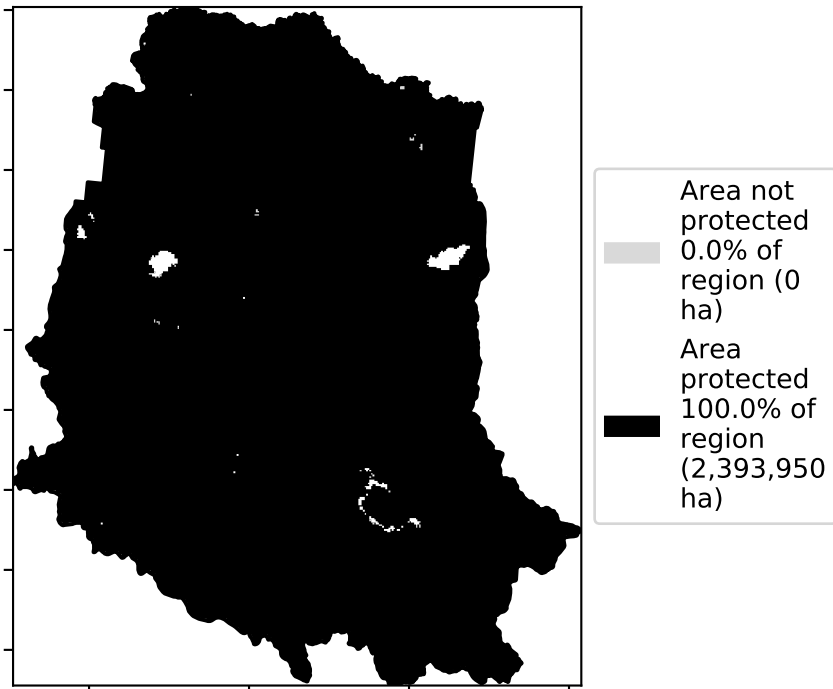 Area not
protected
0.0% of
region (0
ha)
Area
protected
100.0% of
region
(2,393,950
ha)